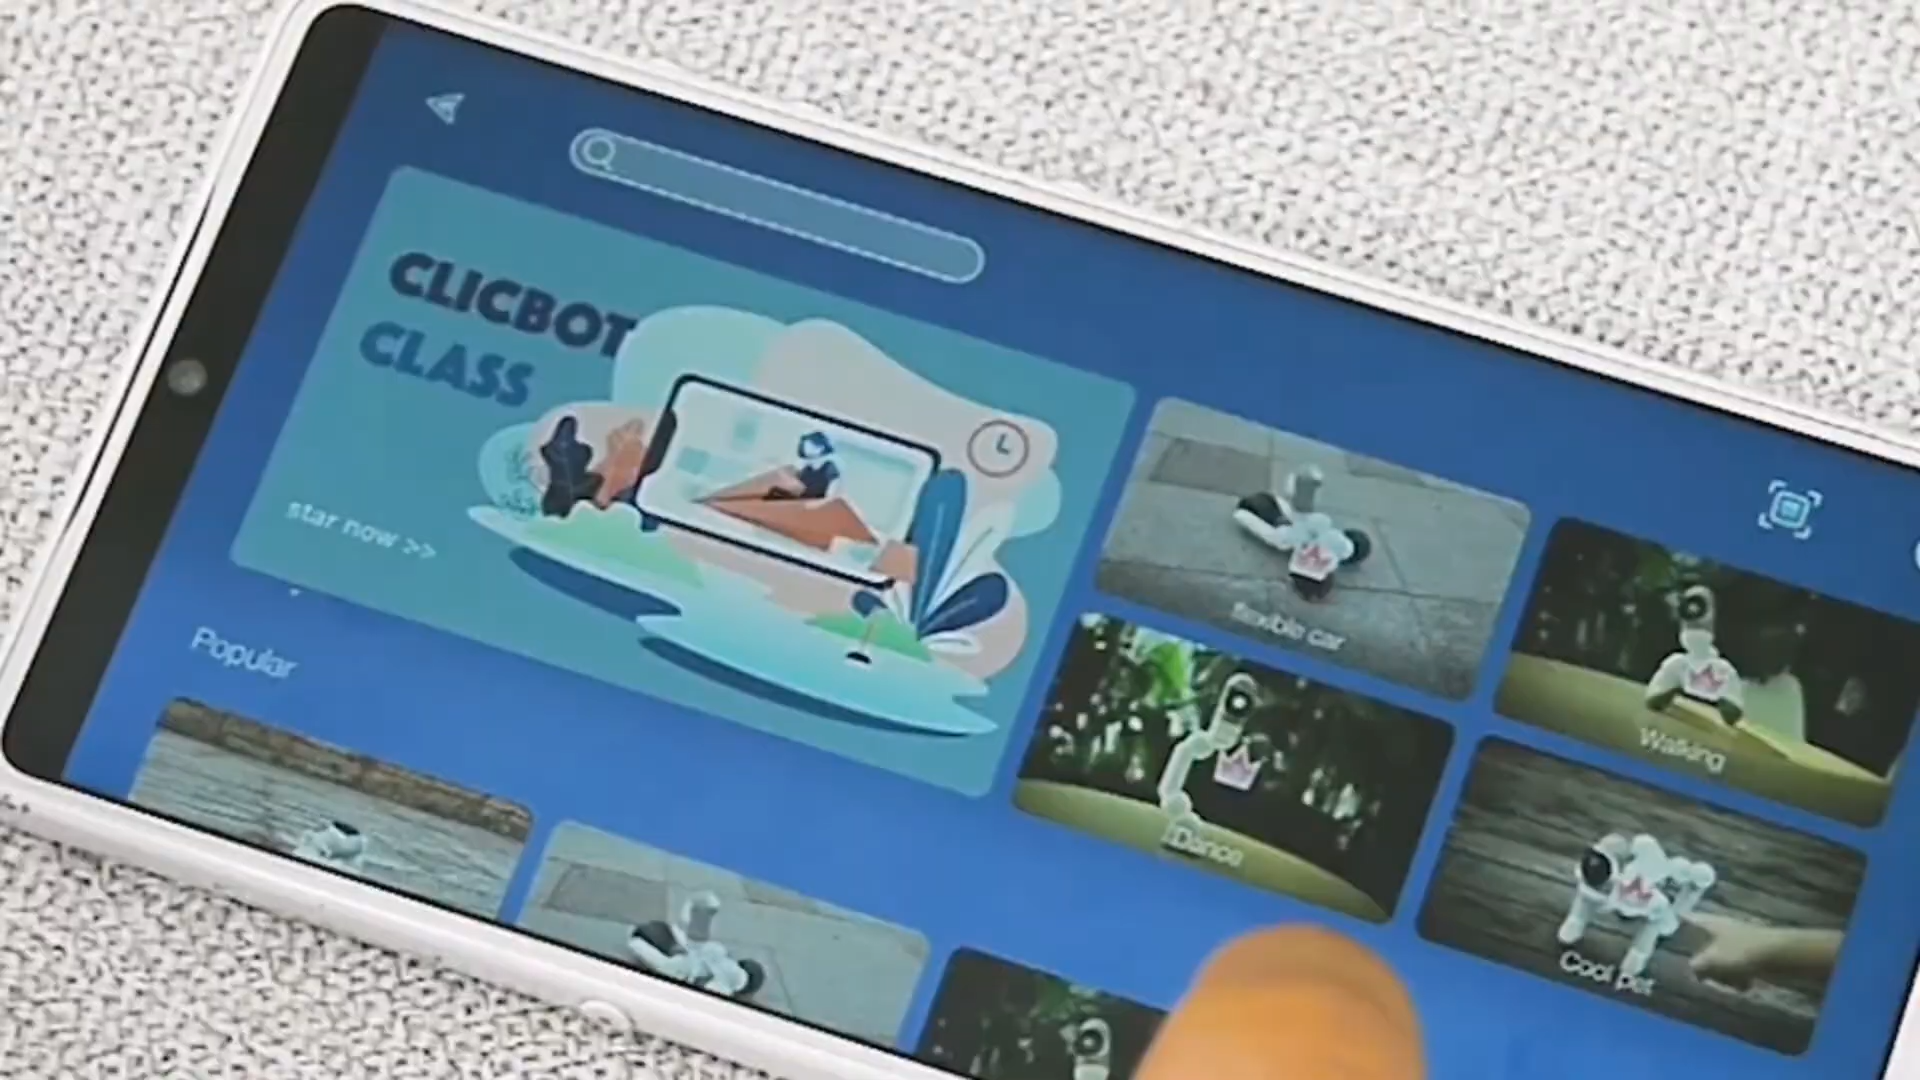 CLICBOT
CLASS
star now >>
flexible car
Walking
Dance
Cool pet
Popular